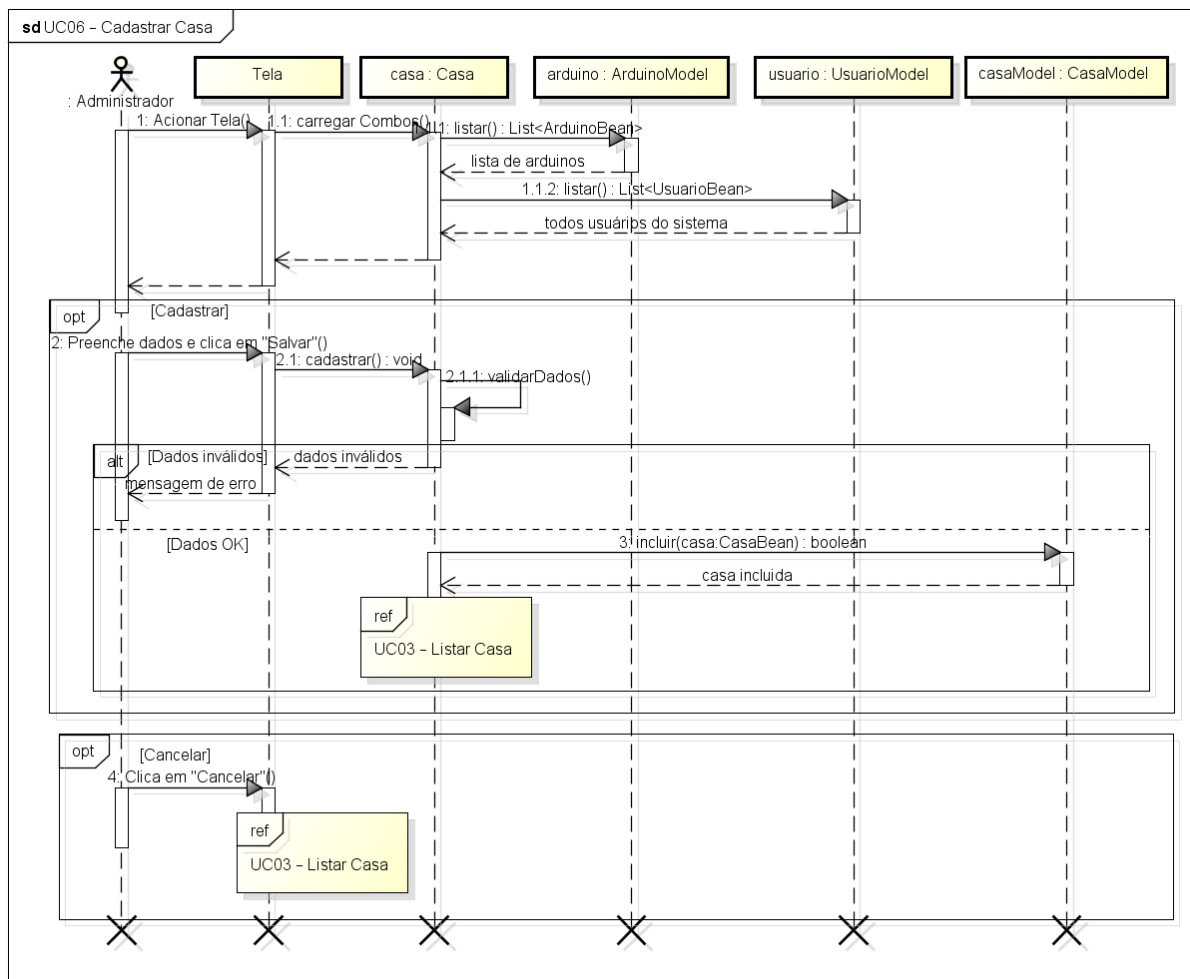 sd UC06 – Cadastrar Casa
: Administrador
Tela
casa : Casa
arduino : ArduinoModel
usuario : UsuarioModel
casaModel : CasaModel
1: Acionar Tela()
1.1: carregar Combos()
1.1.1: listar() : List<ArduinoBean>
lista de arduinos
1.1.2: listar() : List<UsuarioBean>
todos usuários do sistema
opt
[Cadastrar]
2: Preenche dados e clica em "Salvar"()
2.1: cadastrar() : void
2.1.1: validarDados()
alt
[Dados inválidos]
dados inválidos
mensagem de erro
[Dados OK]
3: incluir(casa:CasaBean) : boolean
casa incluida
ref
UC03 – Listar Casa
opt
[Cancelar]
4: Clica em "Cancelar"()
ref
UC03 – Listar Casa